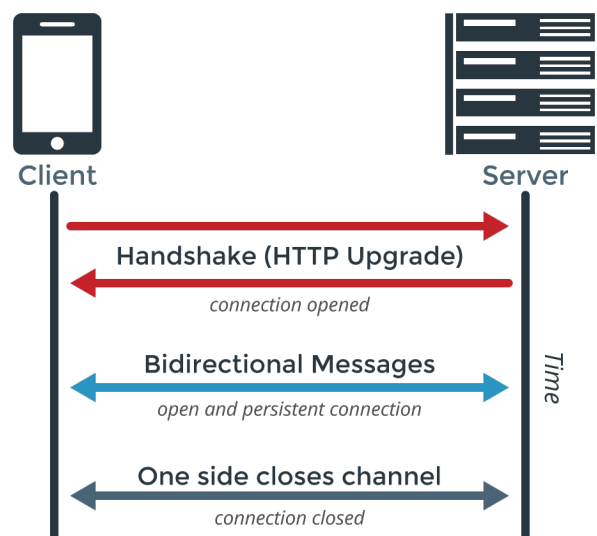 Client
Server
Handshake (HTTP Upgrade)
connection opened
Bidirectional Messages
Time
open and persistent connection
One side closes channel
connection closed